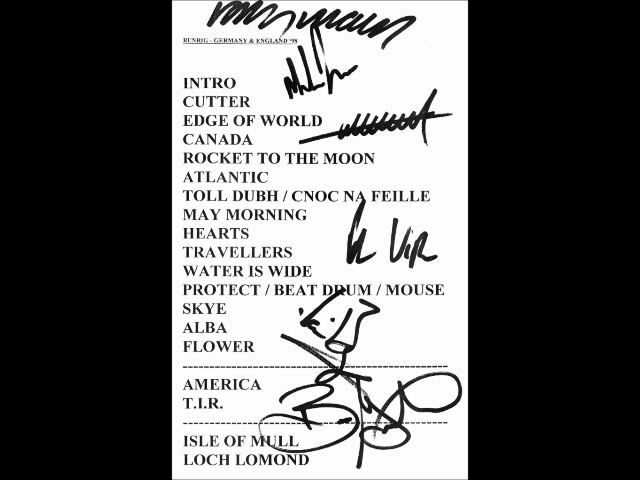 RUNRIG - GERMANY & ENGLAND '98
INTRO
CUTTER
EDGE OF WORLD
CANADA
ROCKET TO THE MOON
ATLANTIC
TOLL DUBH / CNOC NA FEILLE
MAY MORNING
HEARTS
TRAVELLERS
WATER IS WIDE
PROTECT / BEAT DRUM / MOUSE
SKYE
ALBA
FLOWER
AMERICA
T.I.R.
ISLE OF MULL
LOCH LOMOND